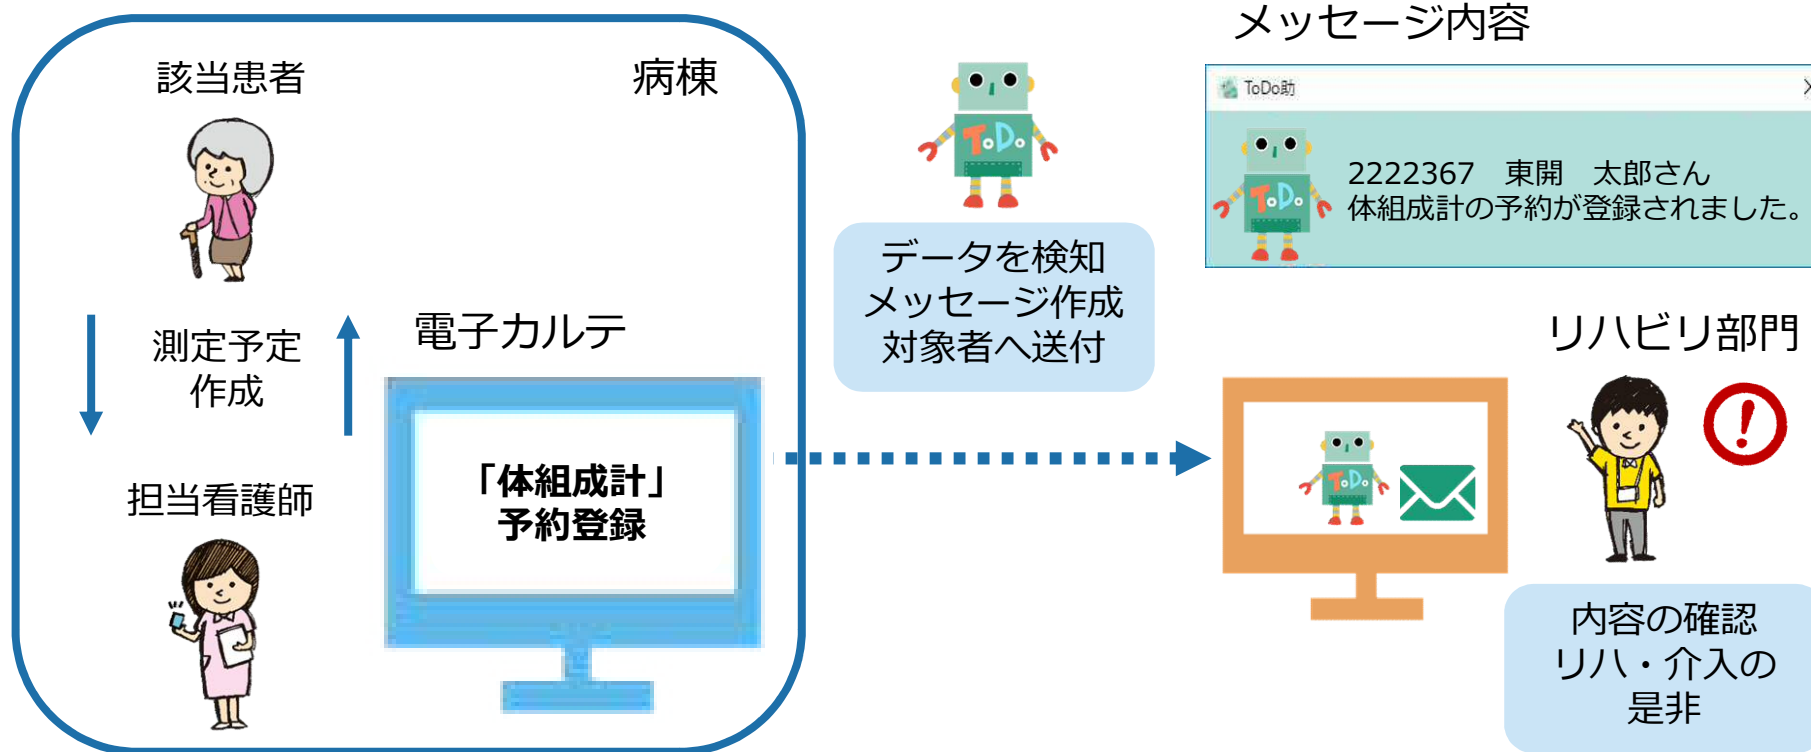 該当患者
病棟
測定予定
作成
担当看護師
電子カルテ
「体組成計」
予約登録
ToDo
データを検知
メッセージ作成
対象者へ送付
メッセージ内容
ToDo助
ToDo
2222367 東開 太郎さん
体組成計の予約が登録されました。
ToDo
リハビリ部門
内容の確認
リハ・介入の
是非